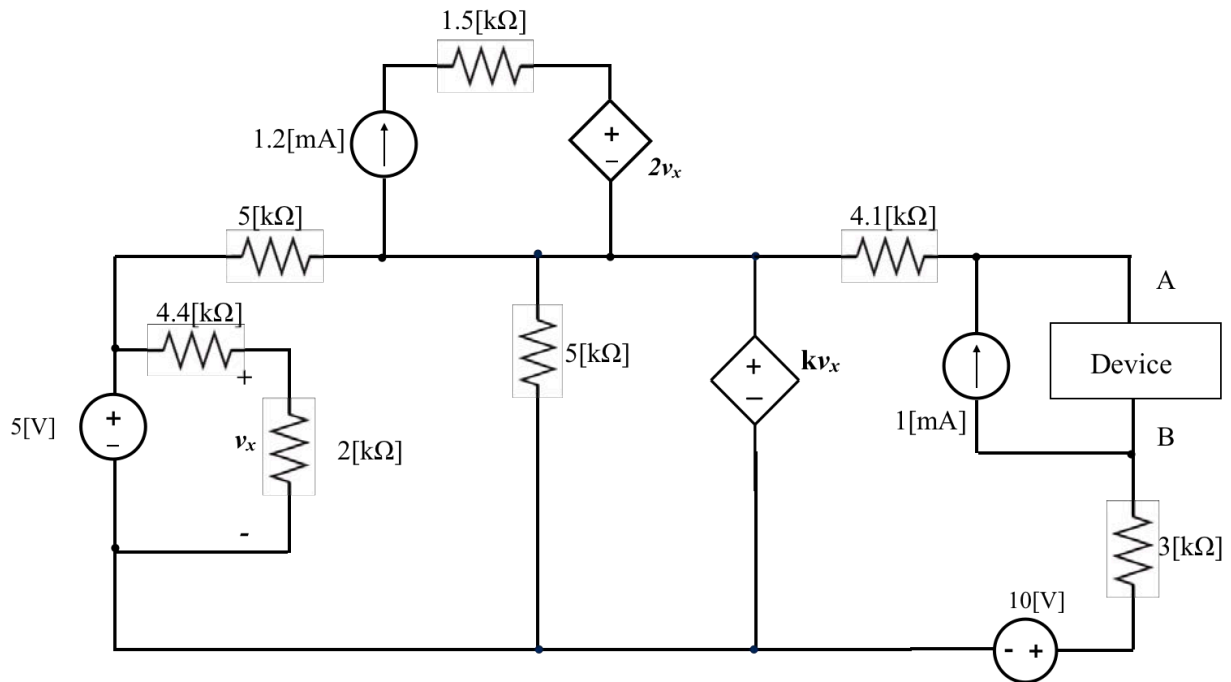 1.5[kΩ]
1.2[mA]
+
–
2vₓ
5[kΩ]
4.1[kΩ]
A
4.4[kΩ]
+
5[kΩ]
+
–
kvₓ
Device
5[V]
+
–
vₓ
2[kΩ]
1[mA]
B
-
3[kΩ]
10[V]
- +